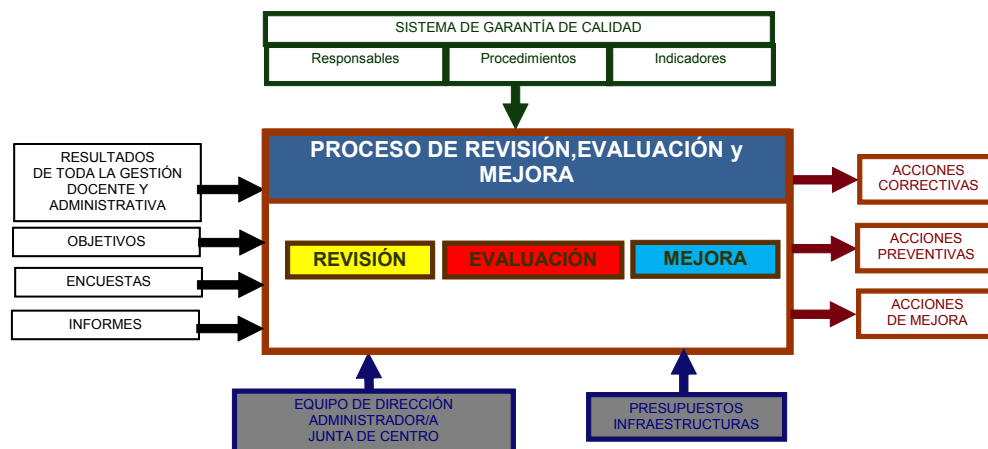 SISTEMA DE GARANTÍA DE CALIDAD
Responsables
Procedimientos
Indicadores
PROCESO DE REVISIÓN,EVALUACIÓN y
MEJORA
RESULTADOS
DE TODA LA GESTIÓN
DOCENTE Y
ADMINISTRATIVA
OBJETIVOS
ENCUESTAS
INFORMES
REVISIÓN
EVALUACIÓN
MEJORA
ACCIONES
CORRECTIVAS
ACCIONES
PREVENTIVAS
ACCIONES
DE MEJORA
EQUIPO DE DIRECCIÓN
ADMINISTRADOR/A
JUNTA DE CENTRO
PRESUPUESTOS
INFRAESTRUCTURAS